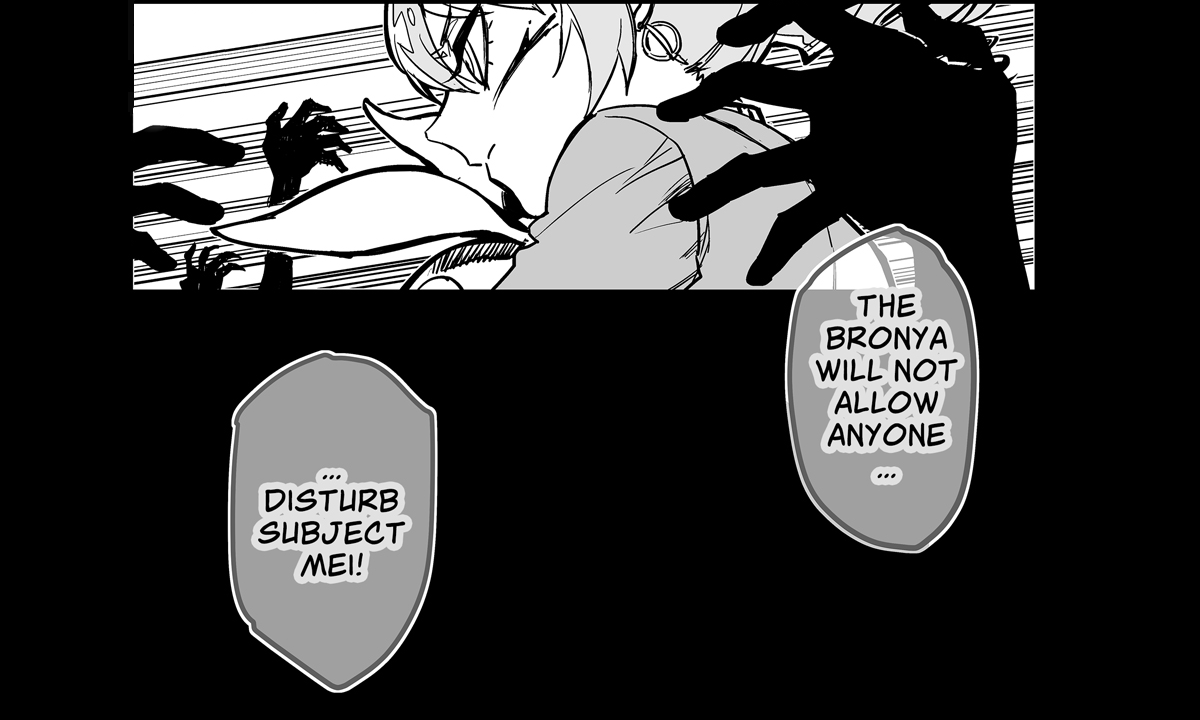 THE
BRONYA
WILL NOT
ALLOW
ANYONE
...
...
DISTURB
SUBJECT
MEI!